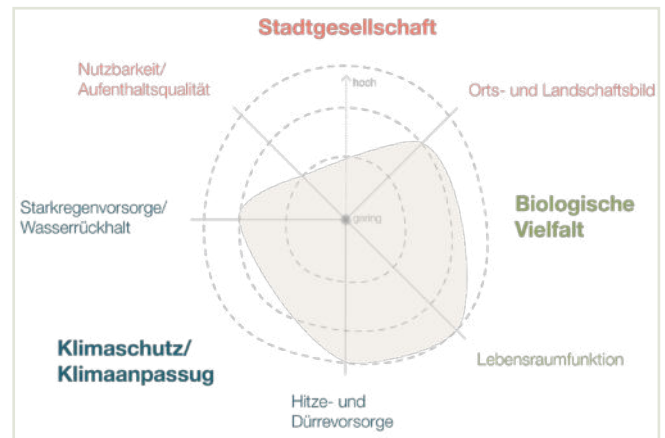 Stadtgesellschaft
Nutzbarkeit/
Aufenthaltsqualität
hoch
Orts- und Landschaftsbild
Starkregenvorsorge/
Wasserrückhalt
gering
Biologische
Vielfalt
Klimaschutz/
Klimaanpassug
Lebensraumfunktion
Hitze- und
Dürrevorsorge